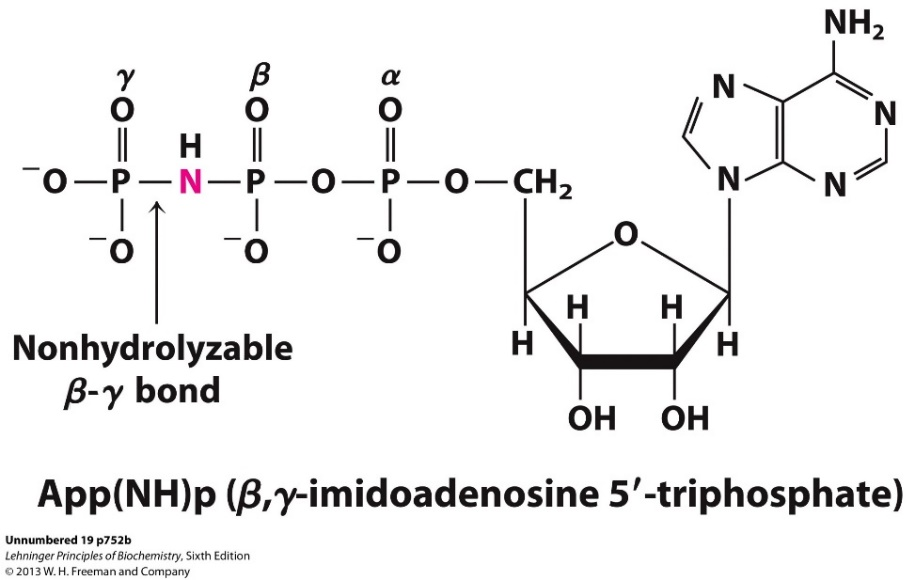 NH₂
γ β α
O O O
N N
H
⁻O—P—N—P—O—P—O—CH₂ N N
⁻O ⁻O ⁻O
O
H H
H H
OH OH
Nonhydrolyzable
β-γ bond
App(NH)p (β,γ-imidoadenosine 5′-triphosphate)
Unnumbered 19 p752b
Lehninger Principles of Biochemistry, Sixth Edition
© 2013 W. H. Freeman and Company